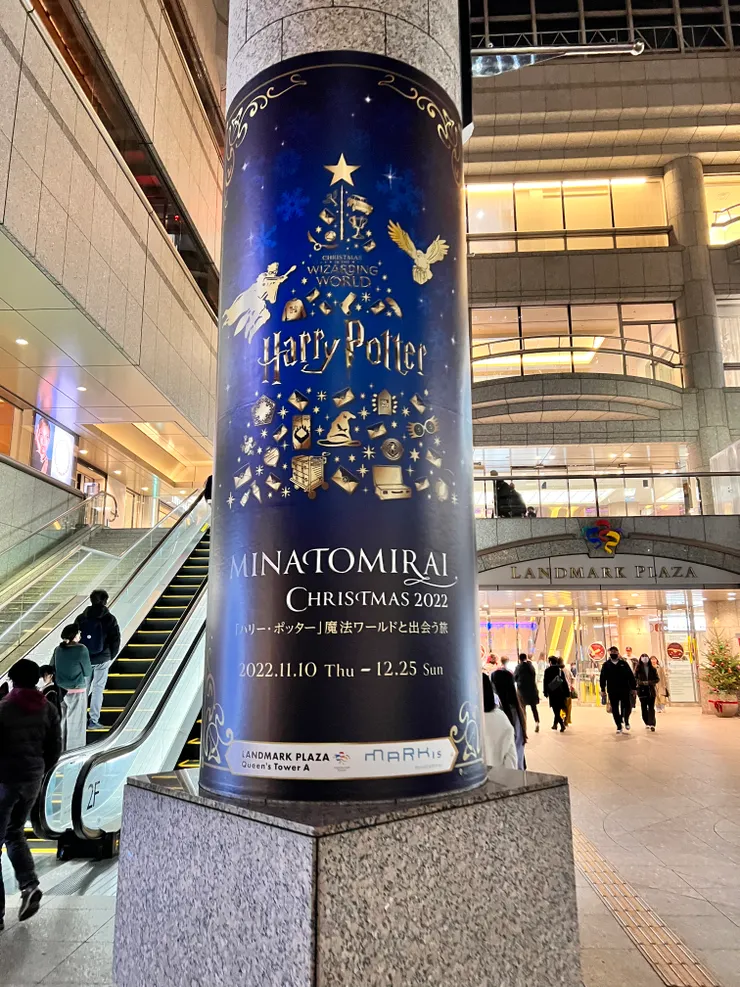 CHRISTMAS
IN THE
WIZARDING
WORLD
Harry Potter
MINATOMIRAI
CHRISTMAS 2022
「ハリー・ポッター」魔法ワールドと出会う旅
2022.11.10 Thu – 12.25 Sun
LANDMARK PLAZA
Queen's Tower A
MARK IS
LANDMARK PLAZA
2F